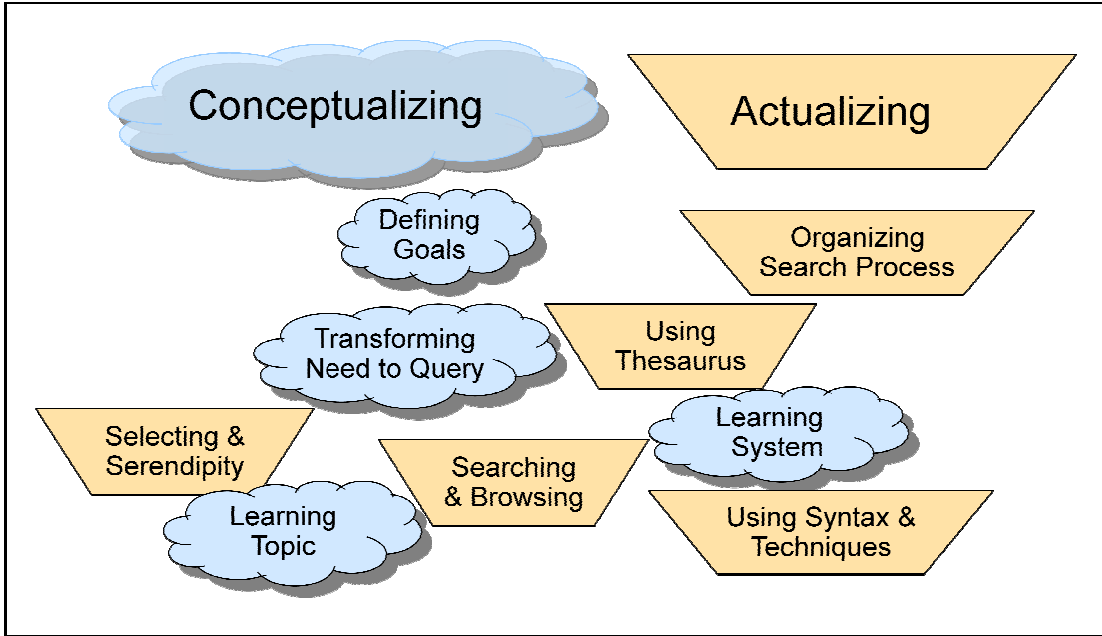 Conceptualizing
Actualizing
Defining
Goals
Organizing
Search Process
Transforming
Need to Query
Using
Thesaurus
Learning
System
Selecting &
Serendipity
Searching
& Browsing
Learning
Topic
Using Syntax &
Techniques